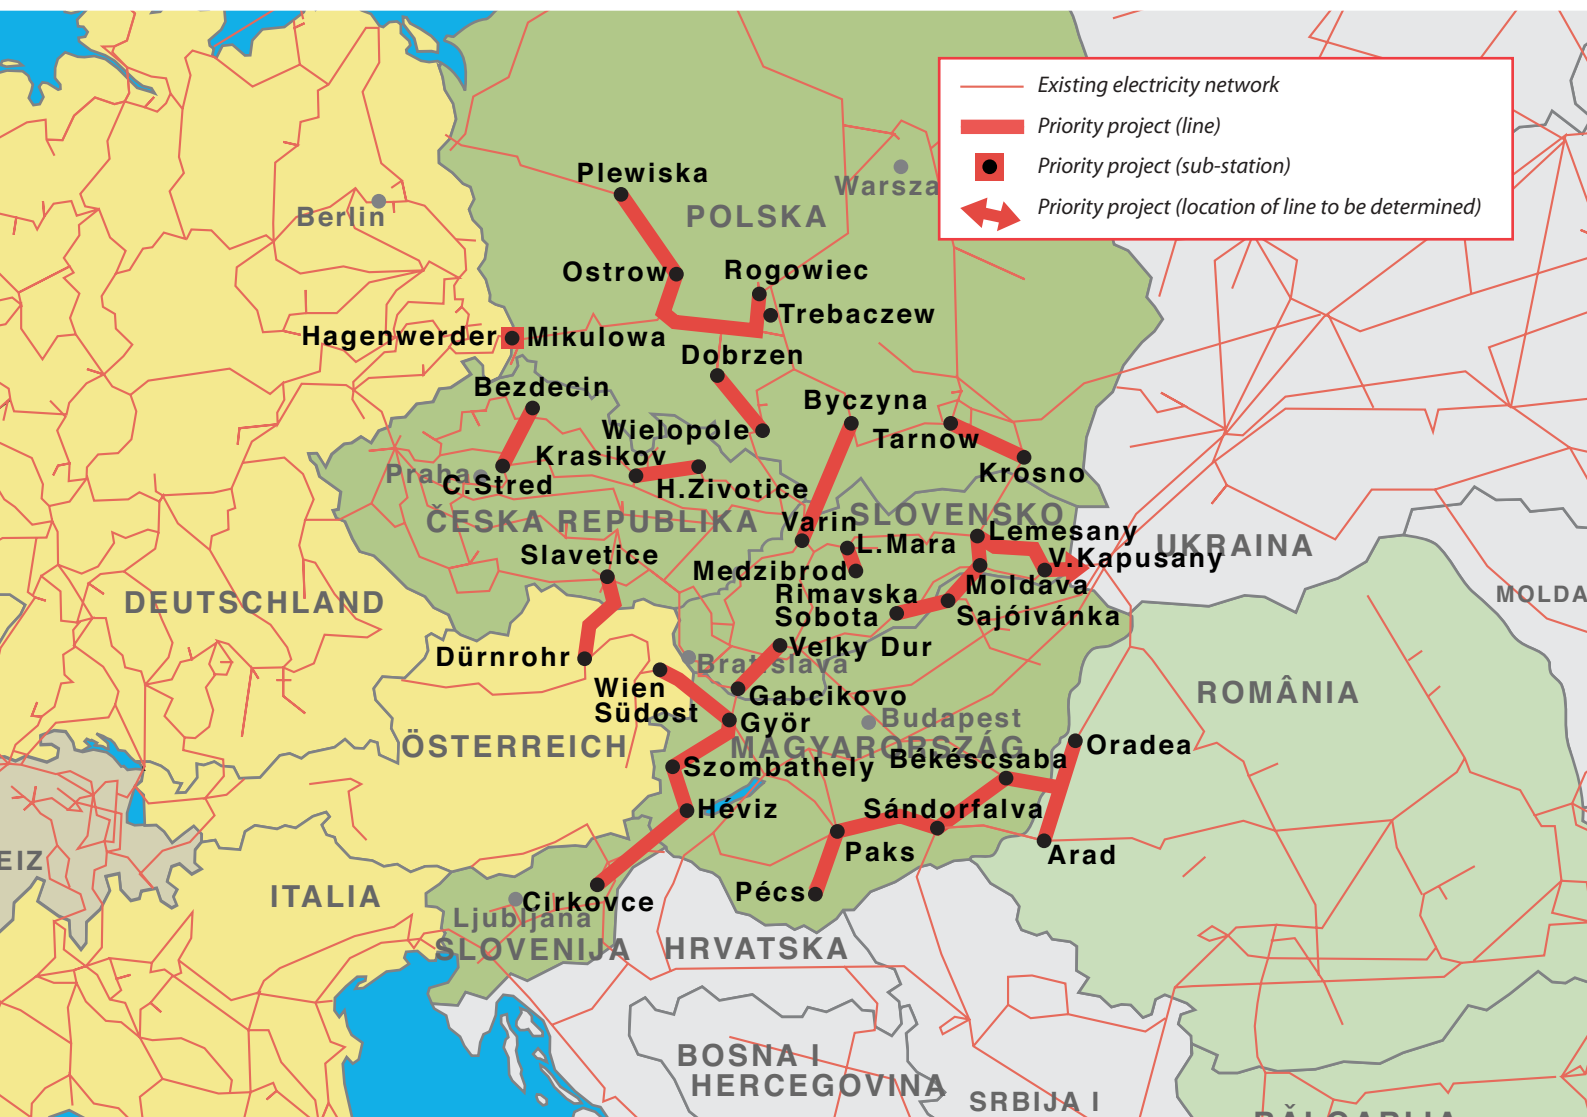 Existing electricity network
Priority project (line)
Priority project (sub-station)
Priority project (location of line to be determined)
Plewiska
Warsza
POLSKA
Berlin
Ostrow
Rogowiec
Trebaczew
Hagenwerder
Mikulowa
Dobrzen
Bezdecin
Byczyna
Wielopole
Tarnow
Krasikov
Praha
C.Stred
H.Zivotice
Krosno
ČESKA REPUBLIKA
Varin
SLOVENSKO
Lemesany
L.Mara
UKRAINA
Slavetice
V.Kapusany
Medzibrod
Moldava
Rimavska
Sobota
Sajóivánka
MOLDA
DEUTSCHLAND
Dürnrohr
Velky Dur
Bratislava
Wien
Südost
Gabcikovo
ROMÂNIA
Györ
Budapest
ÖSTERREICH
MAGYARORSZÁG
Oradea
Szombathely
Békéscsaba
Héviz
Sándorfalva
Paks
Arad
EIZ
ITALIA
Pécs
Cirkovce
Ljubljana
SLOVENIJA
HRVATSKA
BOSNA I
HERCEGOVINA
SRBIJA I
BĂLGARIJA